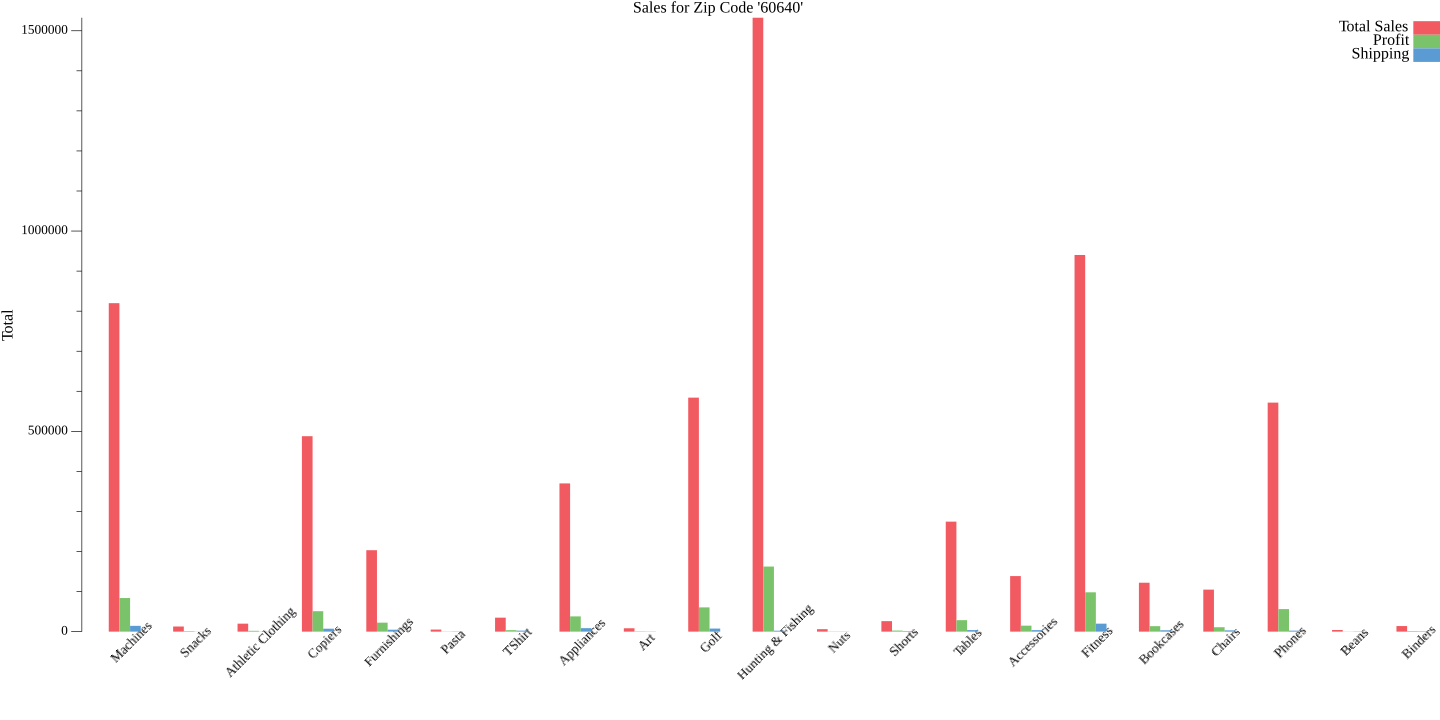 Sales for Zip Code '60640'
Total Sales
Profit
Shipping
1500000
1000000
500000
0
Total
Machines
Snacks
Athletic Clothing
Copiers
Furnishings
Pasta
TShirt
Appliances
Art
Golf
Hunting & Fishing
Nuts
Shorts
Tables
Accessories
Fitness
Bookcases
Chairs
Phones
Beans
Binders